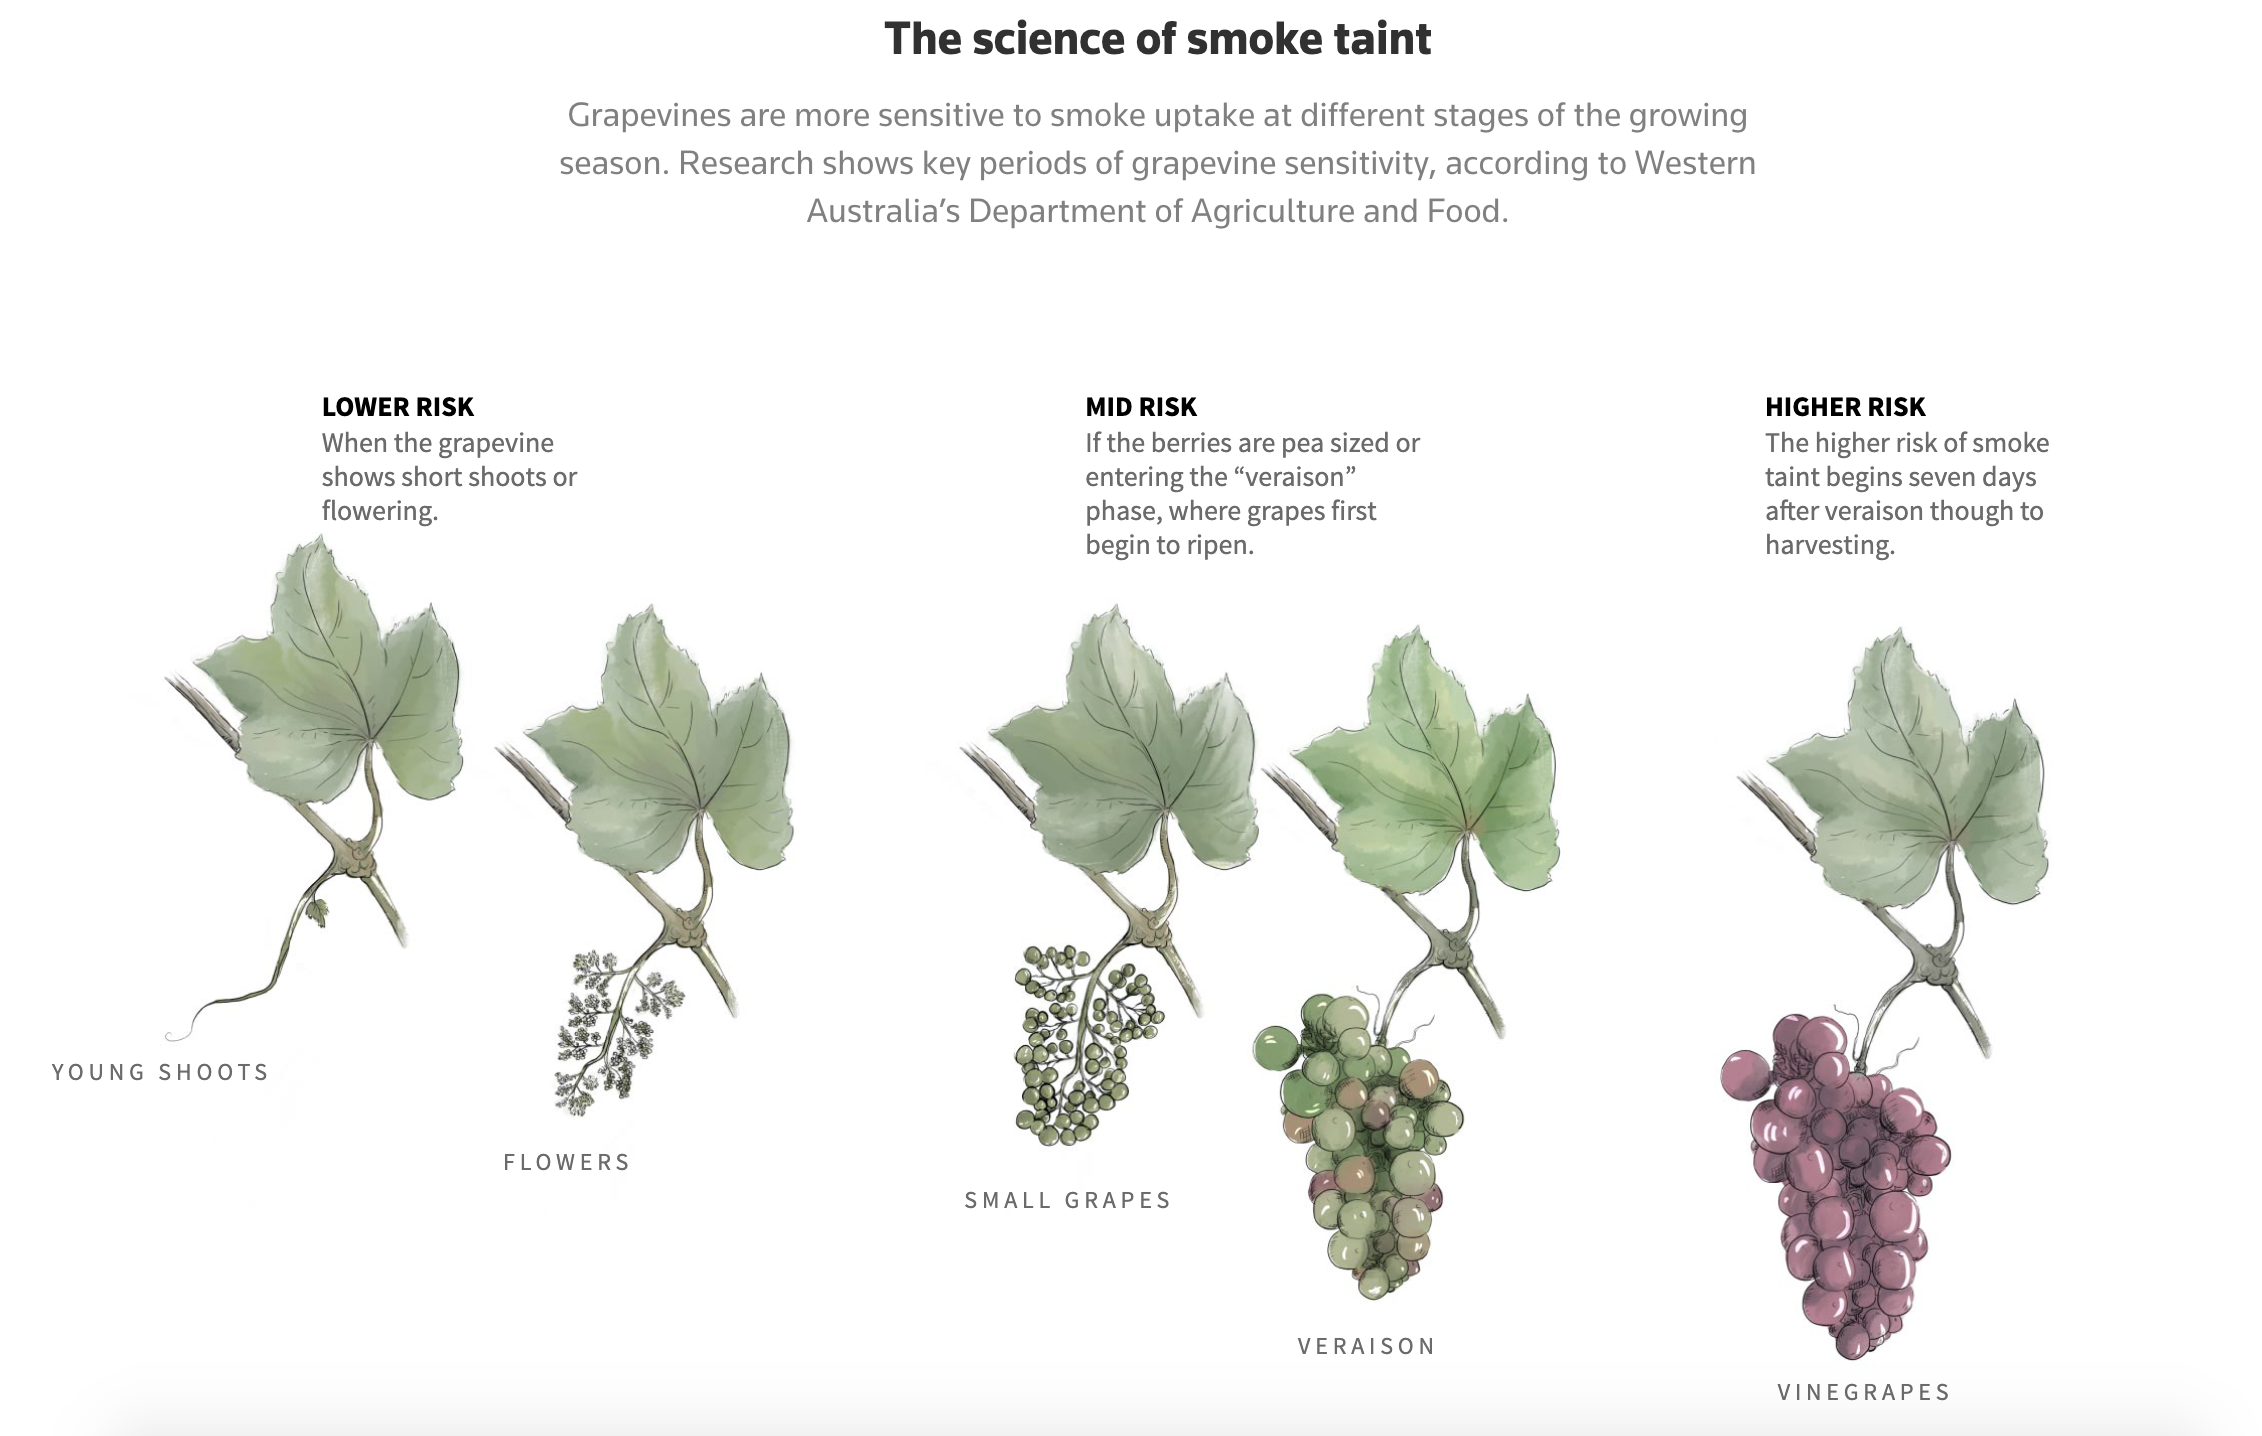 The science of smoke taint
Grapevines are more sensitive to smoke uptake at different stages of the growing
season. Research shows key periods of grapevine sensitivity, according to Western
Australia’s Department of Agriculture and Food.
LOWER RISK
When the grapevine
shows short shoots or
flowering.
MID RISK
If the berries are pea sized or
entering the “veraison”
phase, where grapes first
begin to ripen.
HIGHER RISK
The higher risk of smoke
taint begins seven days
after veraison though to
harvesting.
YOUNG SHOOTS
FLOWERS
SMALL GRAPES
VERAISON
VINEGRAPES